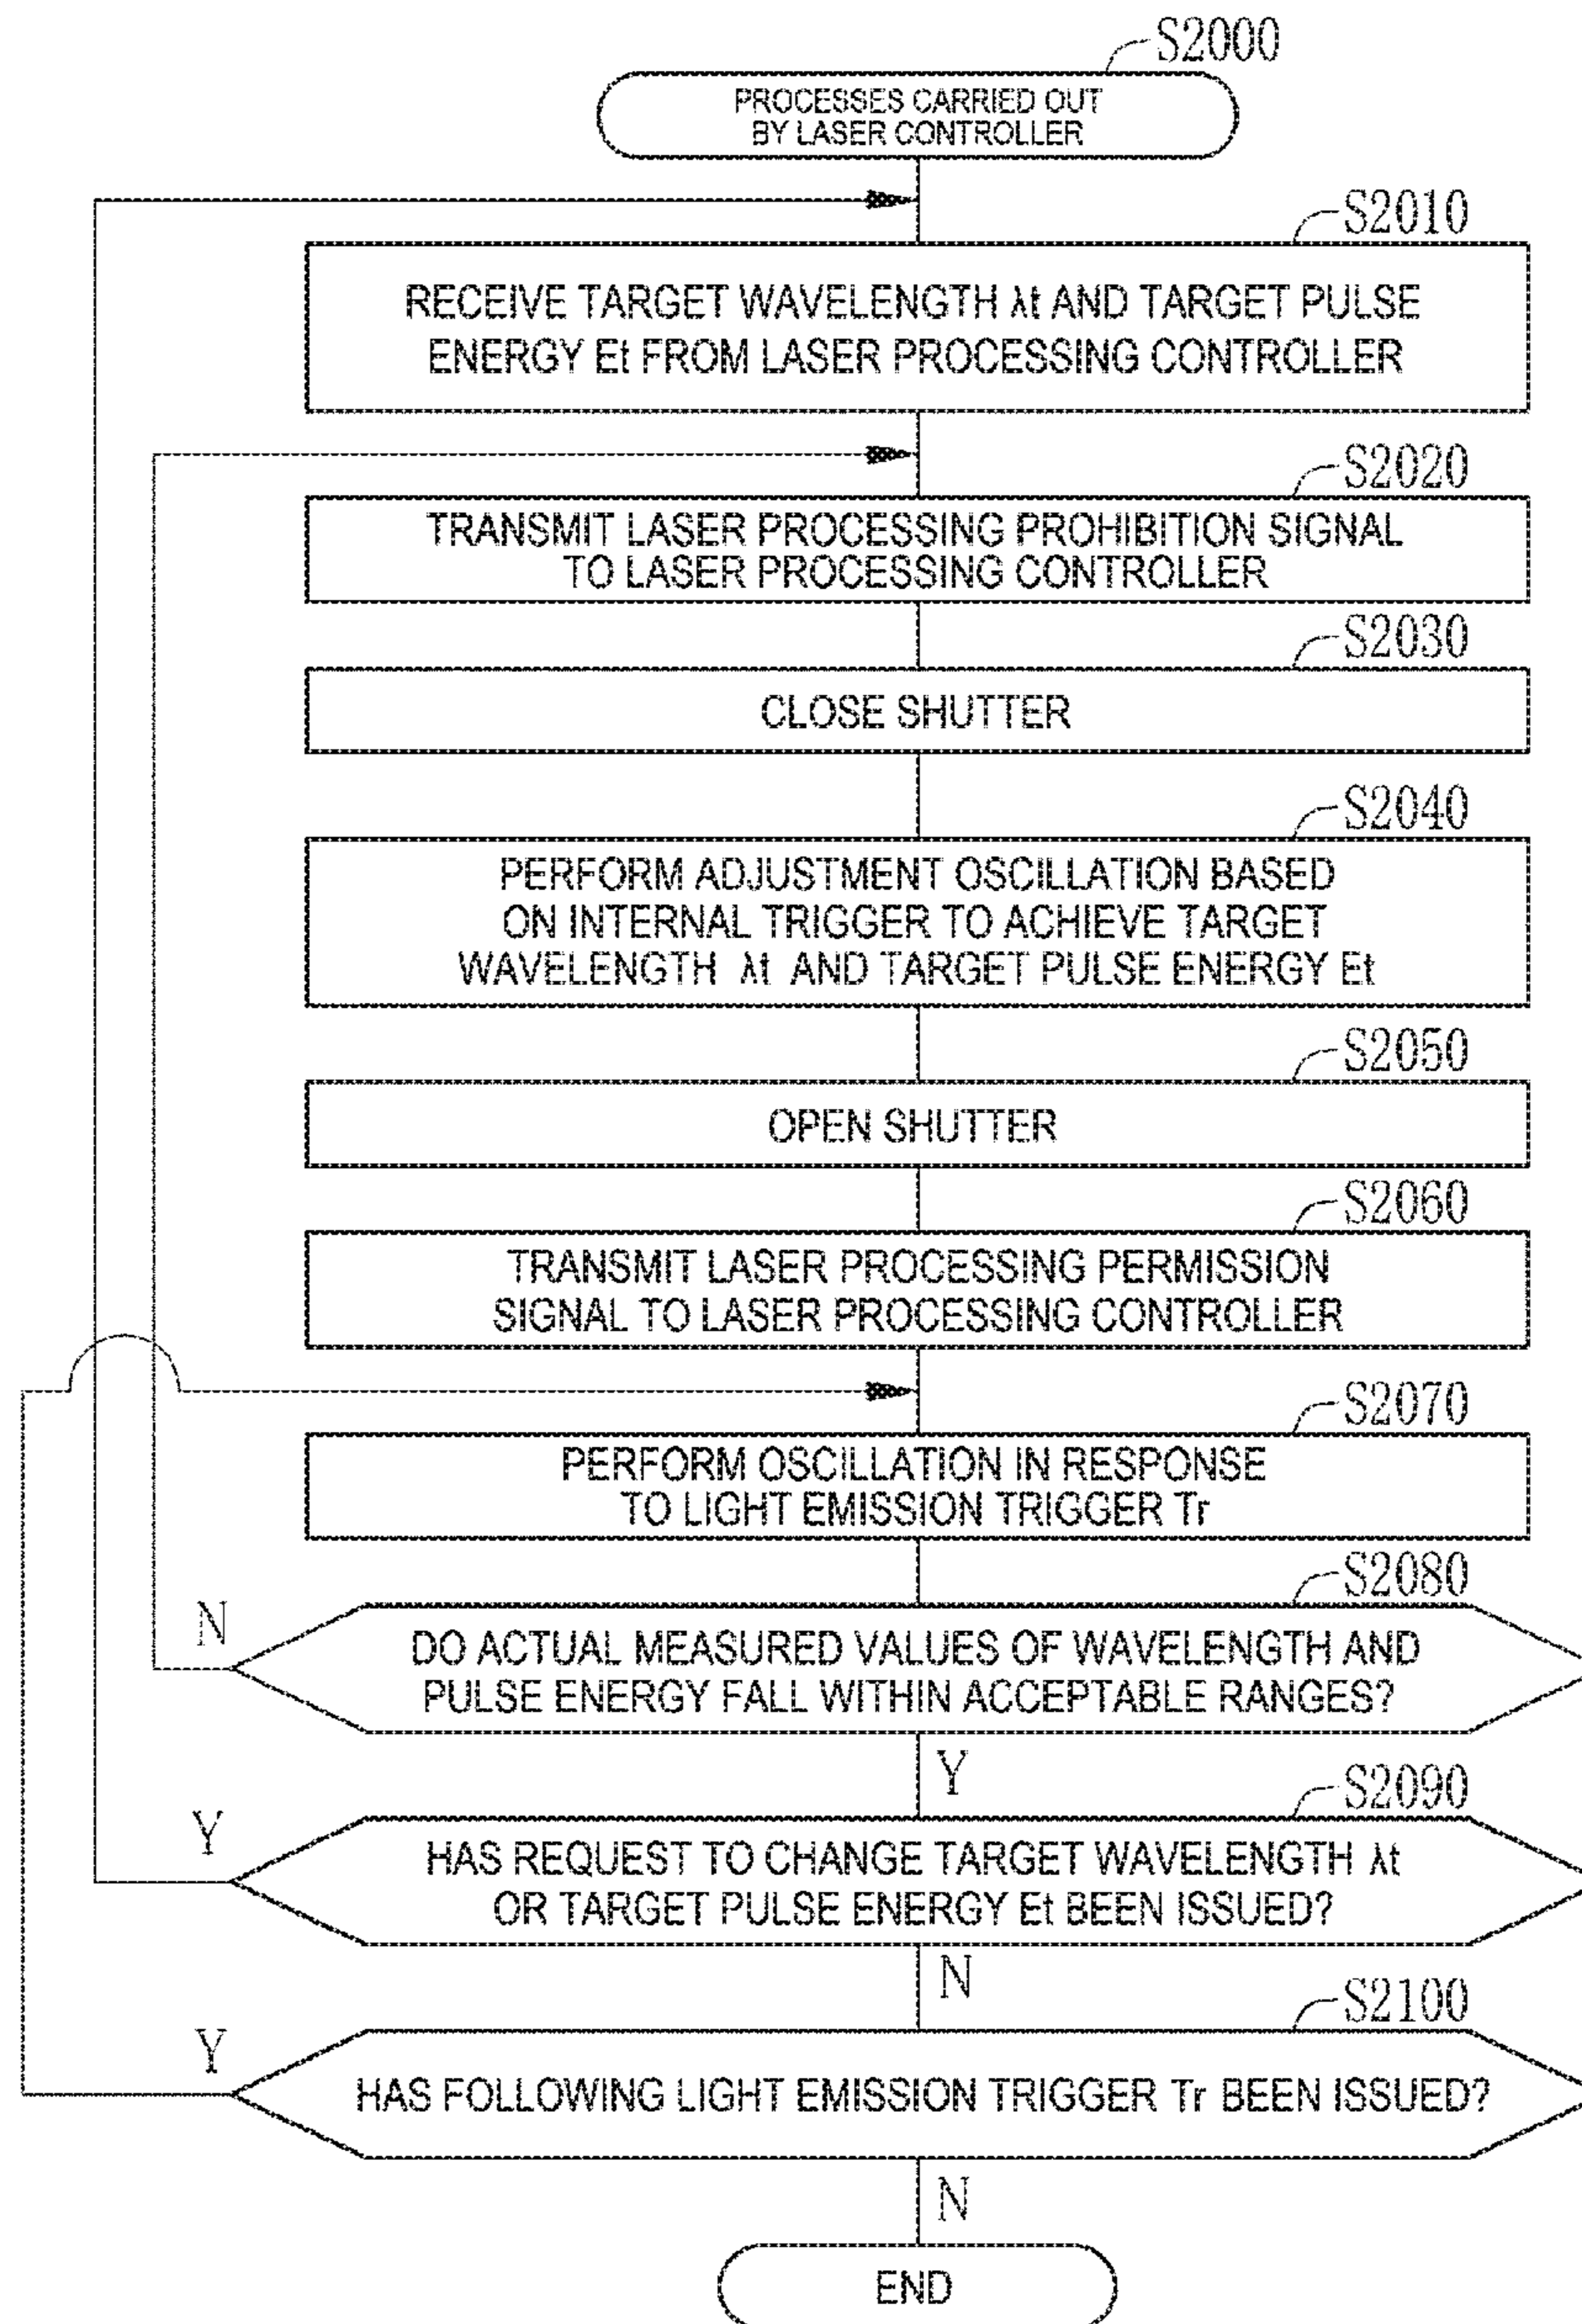 S2000
PROCESSES CARRIED OUT
BY LASER CONTROLLER
S2010
RECEIVE TARGET WAVELENGTH λt AND TARGET PULSE
ENERGY Et FROM LASER PROCESSING CONTROLLER
S2020
TRANSMIT LASER PROCESSING PROHIBITION SIGNAL
TO LASER PROCESSING CONTROLLER
S2030
CLOSE SHUTTER
S2040
PERFORM ADJUSTMENT OSCILLATION BASED
ON INTERNAL TRIGGER TO ACHIEVE TARGET
WAVELENGTH λt AND TARGET PULSE ENERGY Et
S2050
OPEN SHUTTER
S2060
TRANSMIT LASER PROCESSING PERMISSION
SIGNAL TO LASER PROCESSING CONTROLLER
S2070
PERFORM OSCILLATION IN RESPONSE
TO LIGHT EMISSION TRIGGER Tr
S2080
N
DO ACTUAL MEASURED VALUES OF WAVELENGTH AND
PULSE ENERGY FALL WITHIN ACCEPTABLE RANGES?
Y
S2090
Y
HAS REQUEST TO CHANGE TARGET WAVELENGTH λt
OR TARGET PULSE ENERGY Et BEEN ISSUED?
N
S2100
Y
HAS FOLLOWING LIGHT EMISSION TRIGGER Tr BEEN ISSUED?
N
END